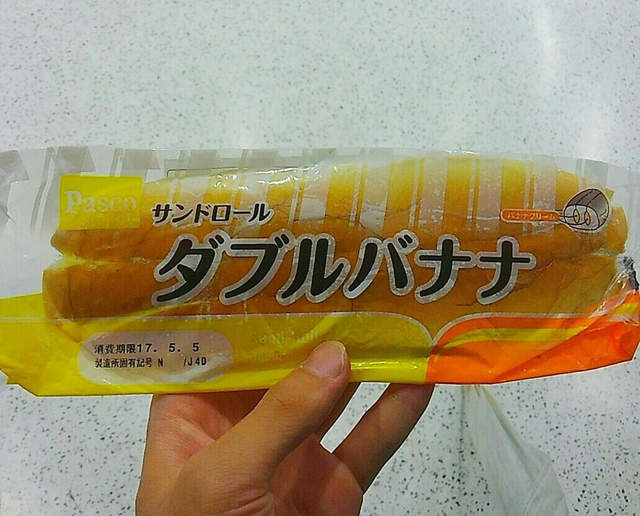 Pasco
サンドロール
バナナクリーム
ダブルバナナ
消費期限17. 5. 5
製造所固有記号 N /J40